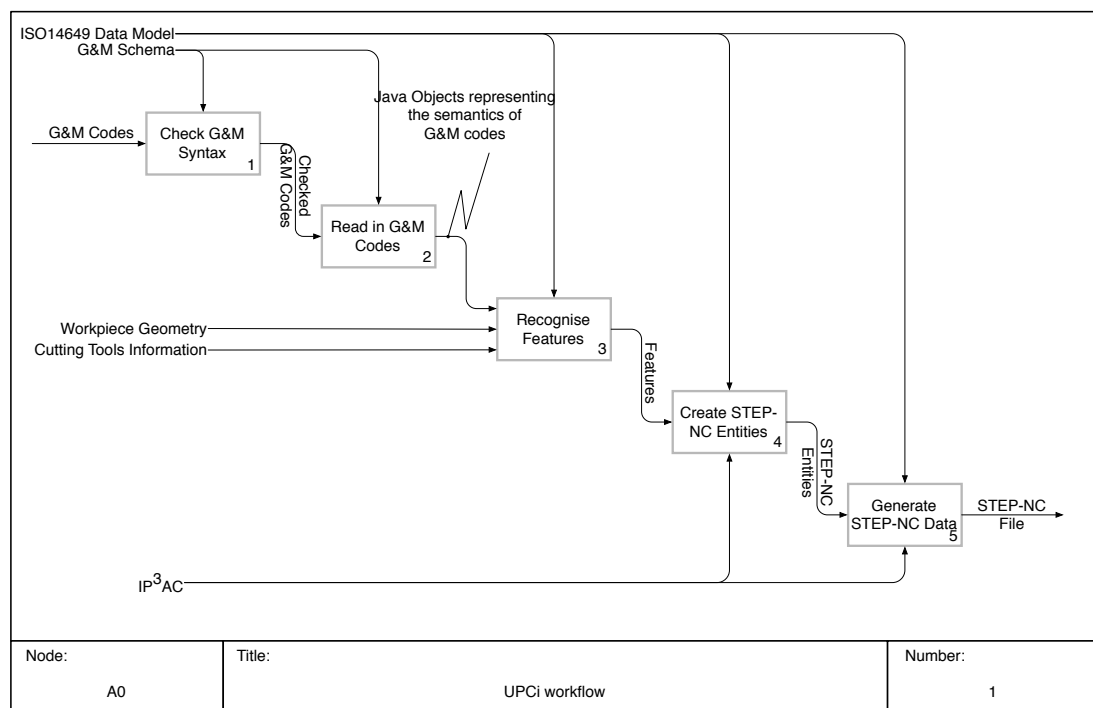 ISO14649 Data Model
G&M Schema
Java Objects representing
the semantics of
G&M codes
G&M Codes
Check G&M
Syntax
1
Checked
G&M Codes
Read in G&M
Codes
2
Workpiece Geometry
Cutting Tools Information
Recognise
Features
3
Features
Create STEP-
NC Entities
4
STEP-NC
Entities
Generate
STEP-NC Data
5
STEP-NC
File
IP³AC
Node:
A0
Title:
UPCi workflow
Number:
1